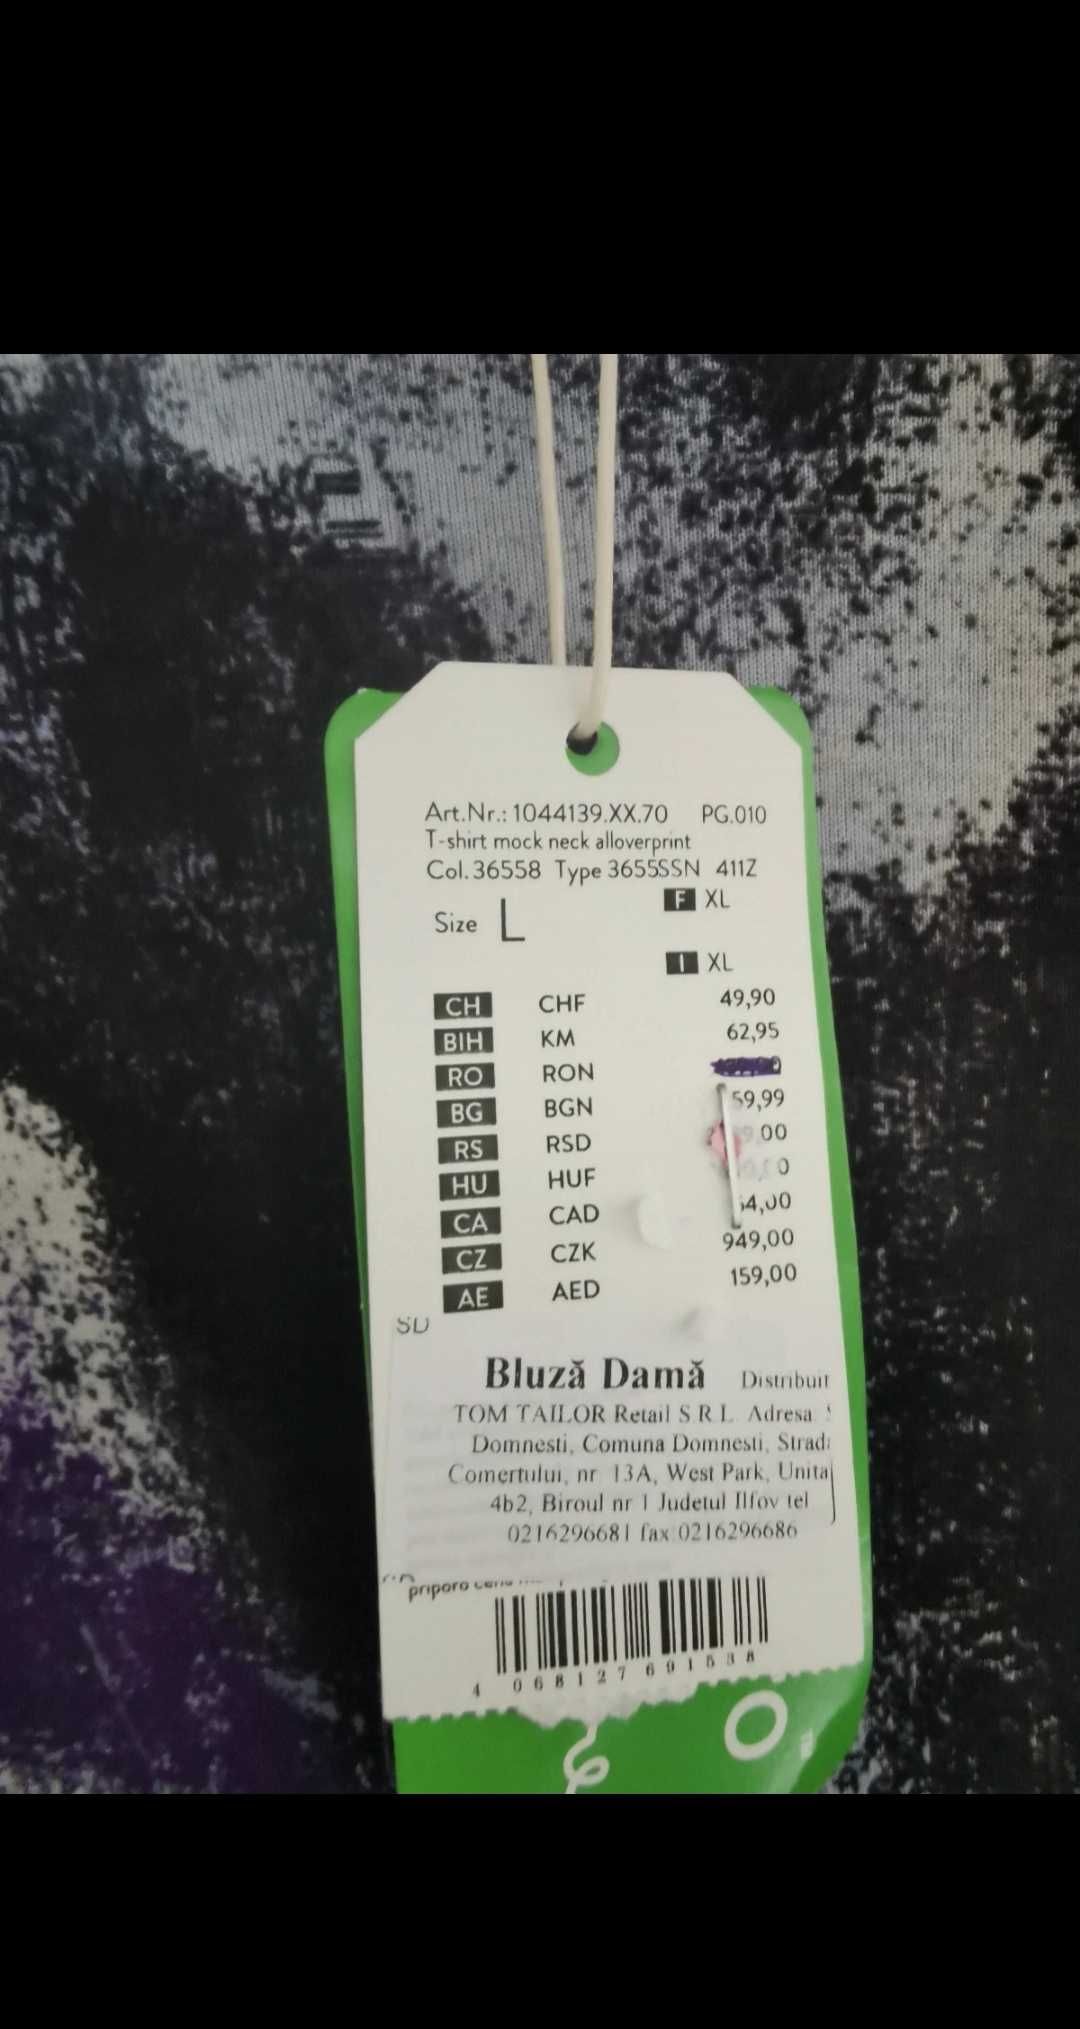 Art.Nr.: 1044139.XX.70 PG.010
T-shirt mock neck alloverprint
Col.36558 Type 3655SSN 411Z
F XL
Size L
I XL
CH CHF 49,90
BIH KM 62,95
RO RON
BG BGN 59,99
RS RSD
HU HUF
CA CAD
CZ CZK 949,00
AE AED 159,00
SD
Bluză Damă Distribuit
TOM TAILOR Retail S R L Adresa
Domnesti, Comuna Domnesti, Strada
Comertului, nr 13A, West Park, Unita
4b2, Biroul nr 1 Judetul Ilfov tel
0216296681 fax 0216296686
priporo
4 068127 691538